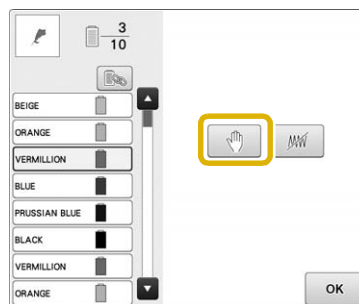 3
10
BEIGE
ORANGE
VERMILLION
BLUE
PRUSSIAN BLUE
BLACK
VERMILLION
ORANGE
OK